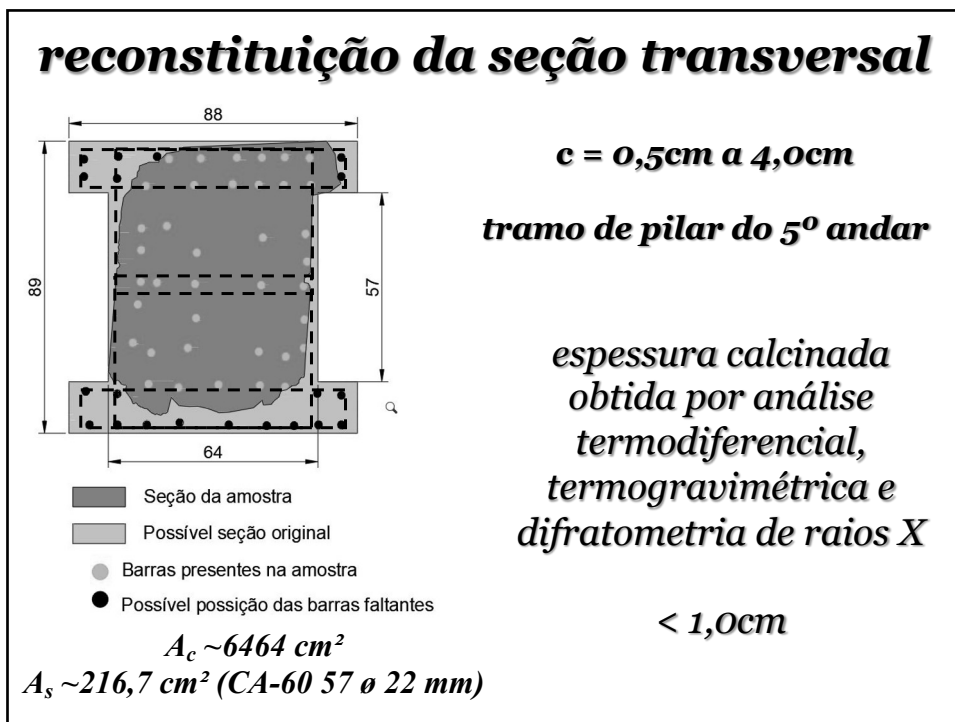 reconstituição da seção transversal
88
89
57
64
Seção da amostra
Possível seção original
Barras presentes na amostra
Possível possição das barras faltantes
A_c ~6464 cm²
A_s ~216,7 cm² (CA-60 57 ø 22 mm)
c = 0,5cm a 4,0cm
tramo de pilar do 5º andar
espessura calcinada
obtida por análise
termodiferencial,
termogravimétrica e
difratometria de raios X
< 1,0cm